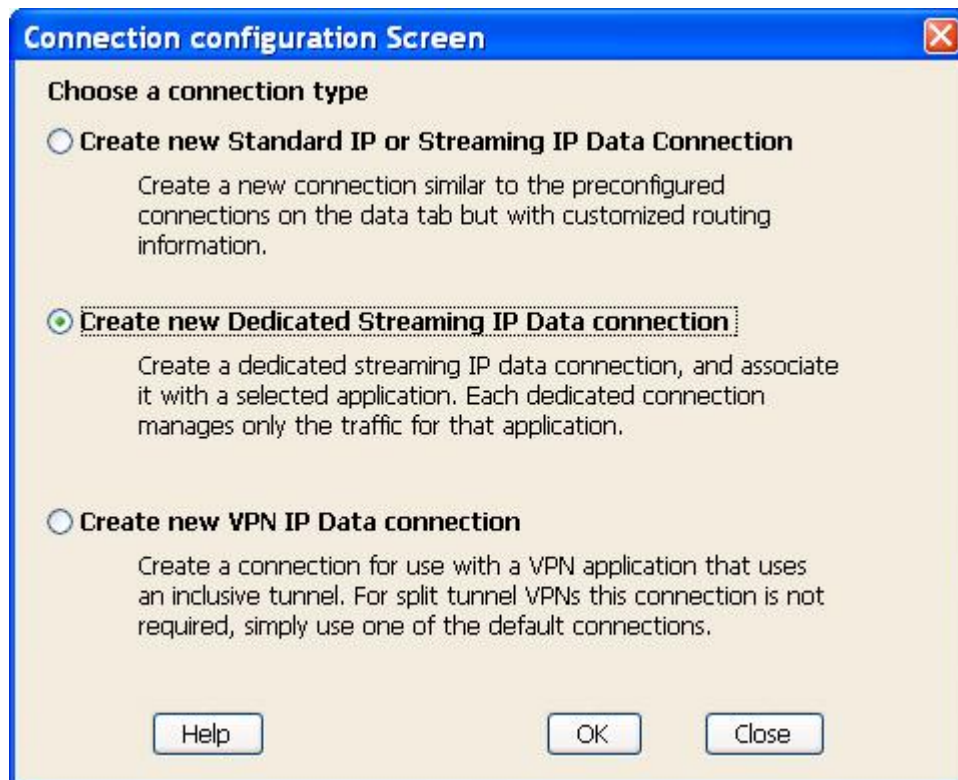 Connection configuration Screen
Choose a connection type
Create new Standard IP or Streaming IP Data Connection
Create a new connection similar to the preconfigured
connections on the data tab but with customized routing
information.
Create new Dedicated Streaming IP Data connection
Create a dedicated streaming IP data connection, and associate
it with a selected application. Each dedicated connection
manages only the traffic for that application.
Create new VPN IP Data connection
Create a connection for use with a VPN application that uses
an inclusive tunnel. For split tunnel VPNs this connection is not
required, simply use one of the default connections.
Help OK Close